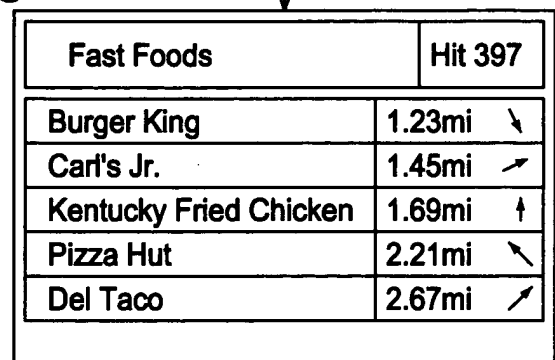 Fast Foods Hit 397
Burger King 1.23mi
Carl's Jr. 1.45mi
Kentucky Fried Chicken 1.69mi
Pizza Hut 2.21mi
Del Taco 2.67mi